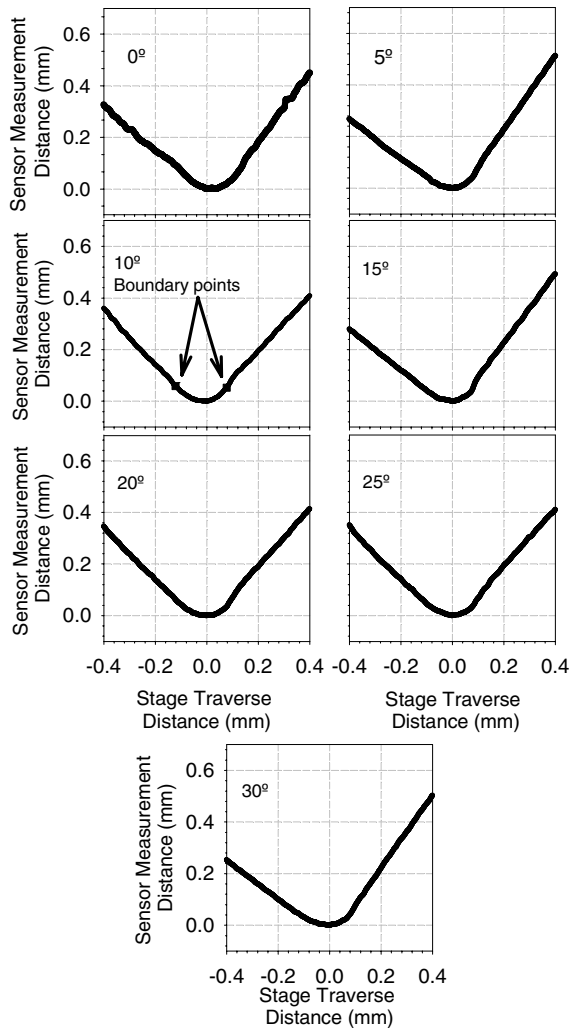 Sensor Measurement
Distance (mm)
0.6
0.4
0.2
0.0
0º
5º
Sensor Measurement
Distance (mm)
0.6
0.4
0.2
0.0
10º
Boundary points
15º
Sensor Measurement
Distance (mm)
0.6
0.4
0.2
0.0
20º
25º
-0.4 -0.2 0.0 0.2 0.4
-0.4 -0.2 0.0 0.2 0.4
Stage Traverse
Distance (mm)
Stage Traverse
Distance (mm)
Sensor Measurement
Distance (mm)
0.6
0.4
0.2
0.0
30º
-0.4 -0.2 0.0 0.2 0.4
Stage Traverse
Distance (mm)